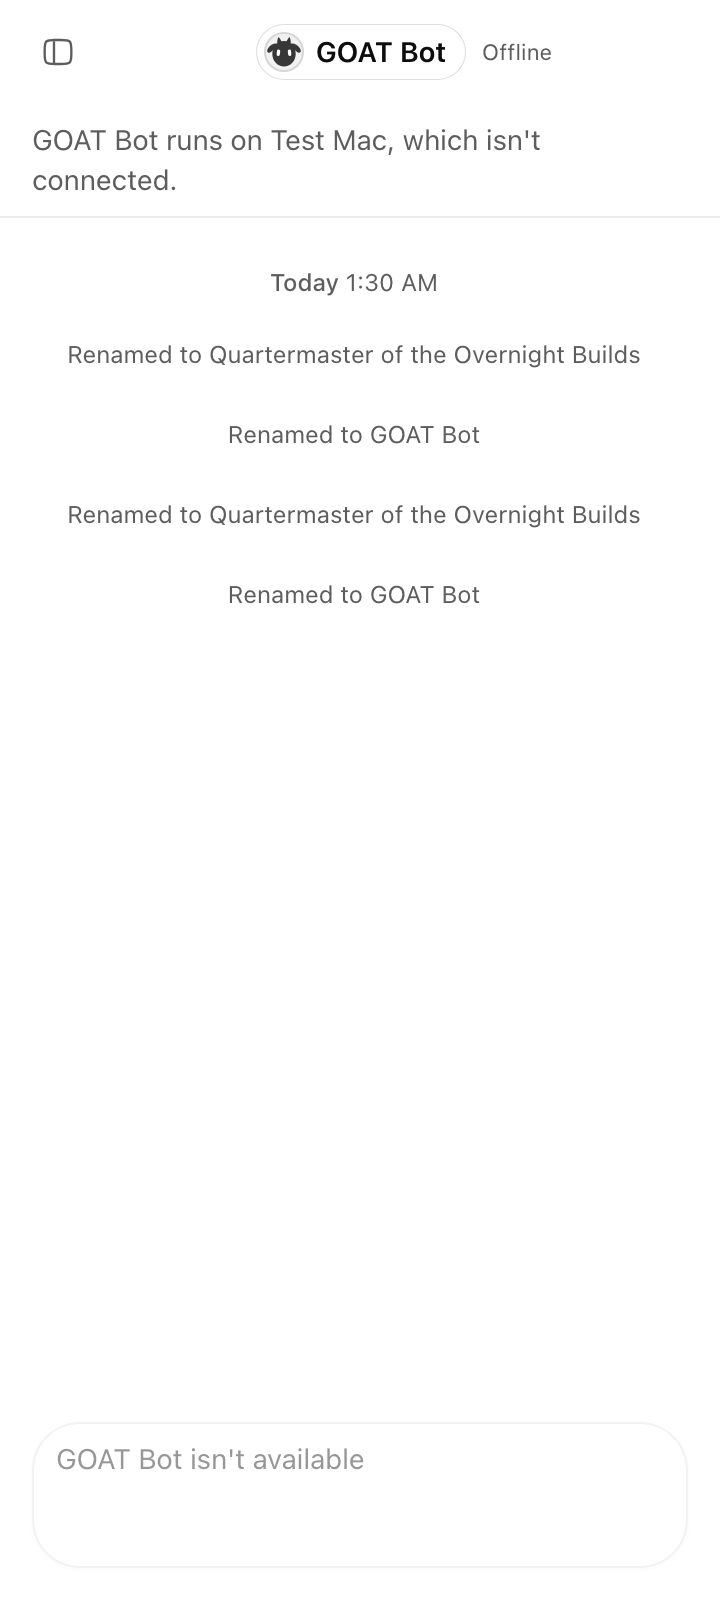 GOAT Bot Offline
GOAT Bot runs on Test Mac, which isn't
connected.
Today 1:30 AM
Renamed to Quartermaster of the Overnight Builds
Renamed to GOAT Bot
Renamed to Quartermaster of the Overnight Builds
Renamed to GOAT Bot
GOAT Bot isn't available